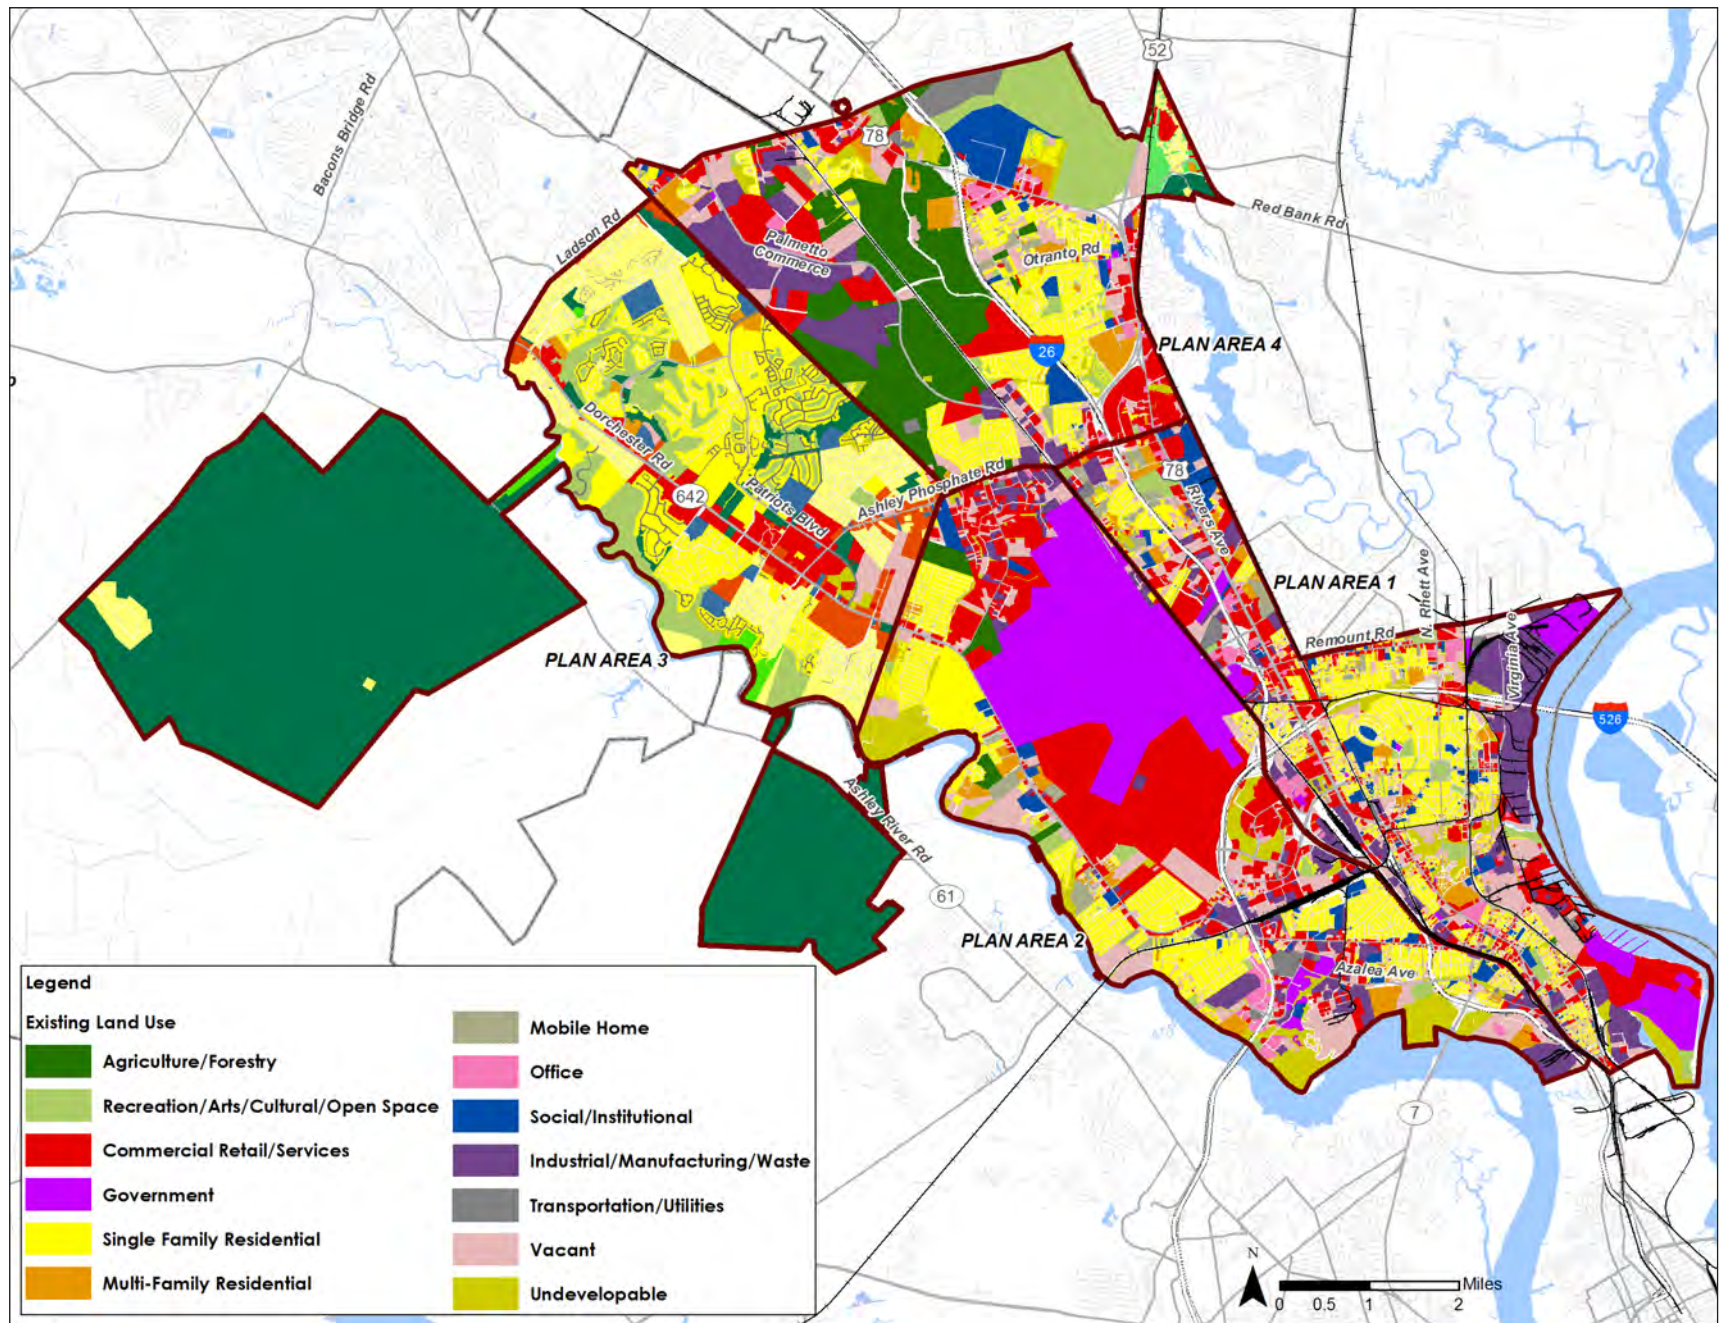 52
Bacons Bridge Rd
78
Red Bank Rd
Ladson Rd
Palmetto
Commerce
Otranto Rd
26
PLAN AREA 4
Dorchester Rd
642
Patriots Blvd
Ashley Phosphate Rd
78
Rivers Ave
PLAN AREA 1
N. Rhett Ave
Remount Rd
Virginia Ave
PLAN AREA 3
526
Ashley River Rd
61
PLAN AREA 2
Azalea Ave
7
Legend
Existing Land Use
Agriculture/Forestry
Recreation/Arts/Cultural/Open Space
Commercial Retail/Services
Government
Single Family Residential
Multi-Family Residential
Mobile Home
Office
Social/Institutional
Industrial/Manufacturing/Waste
Transportation/Utilities
Vacant
Undevelopable
N
Miles
0 0.5 1 2